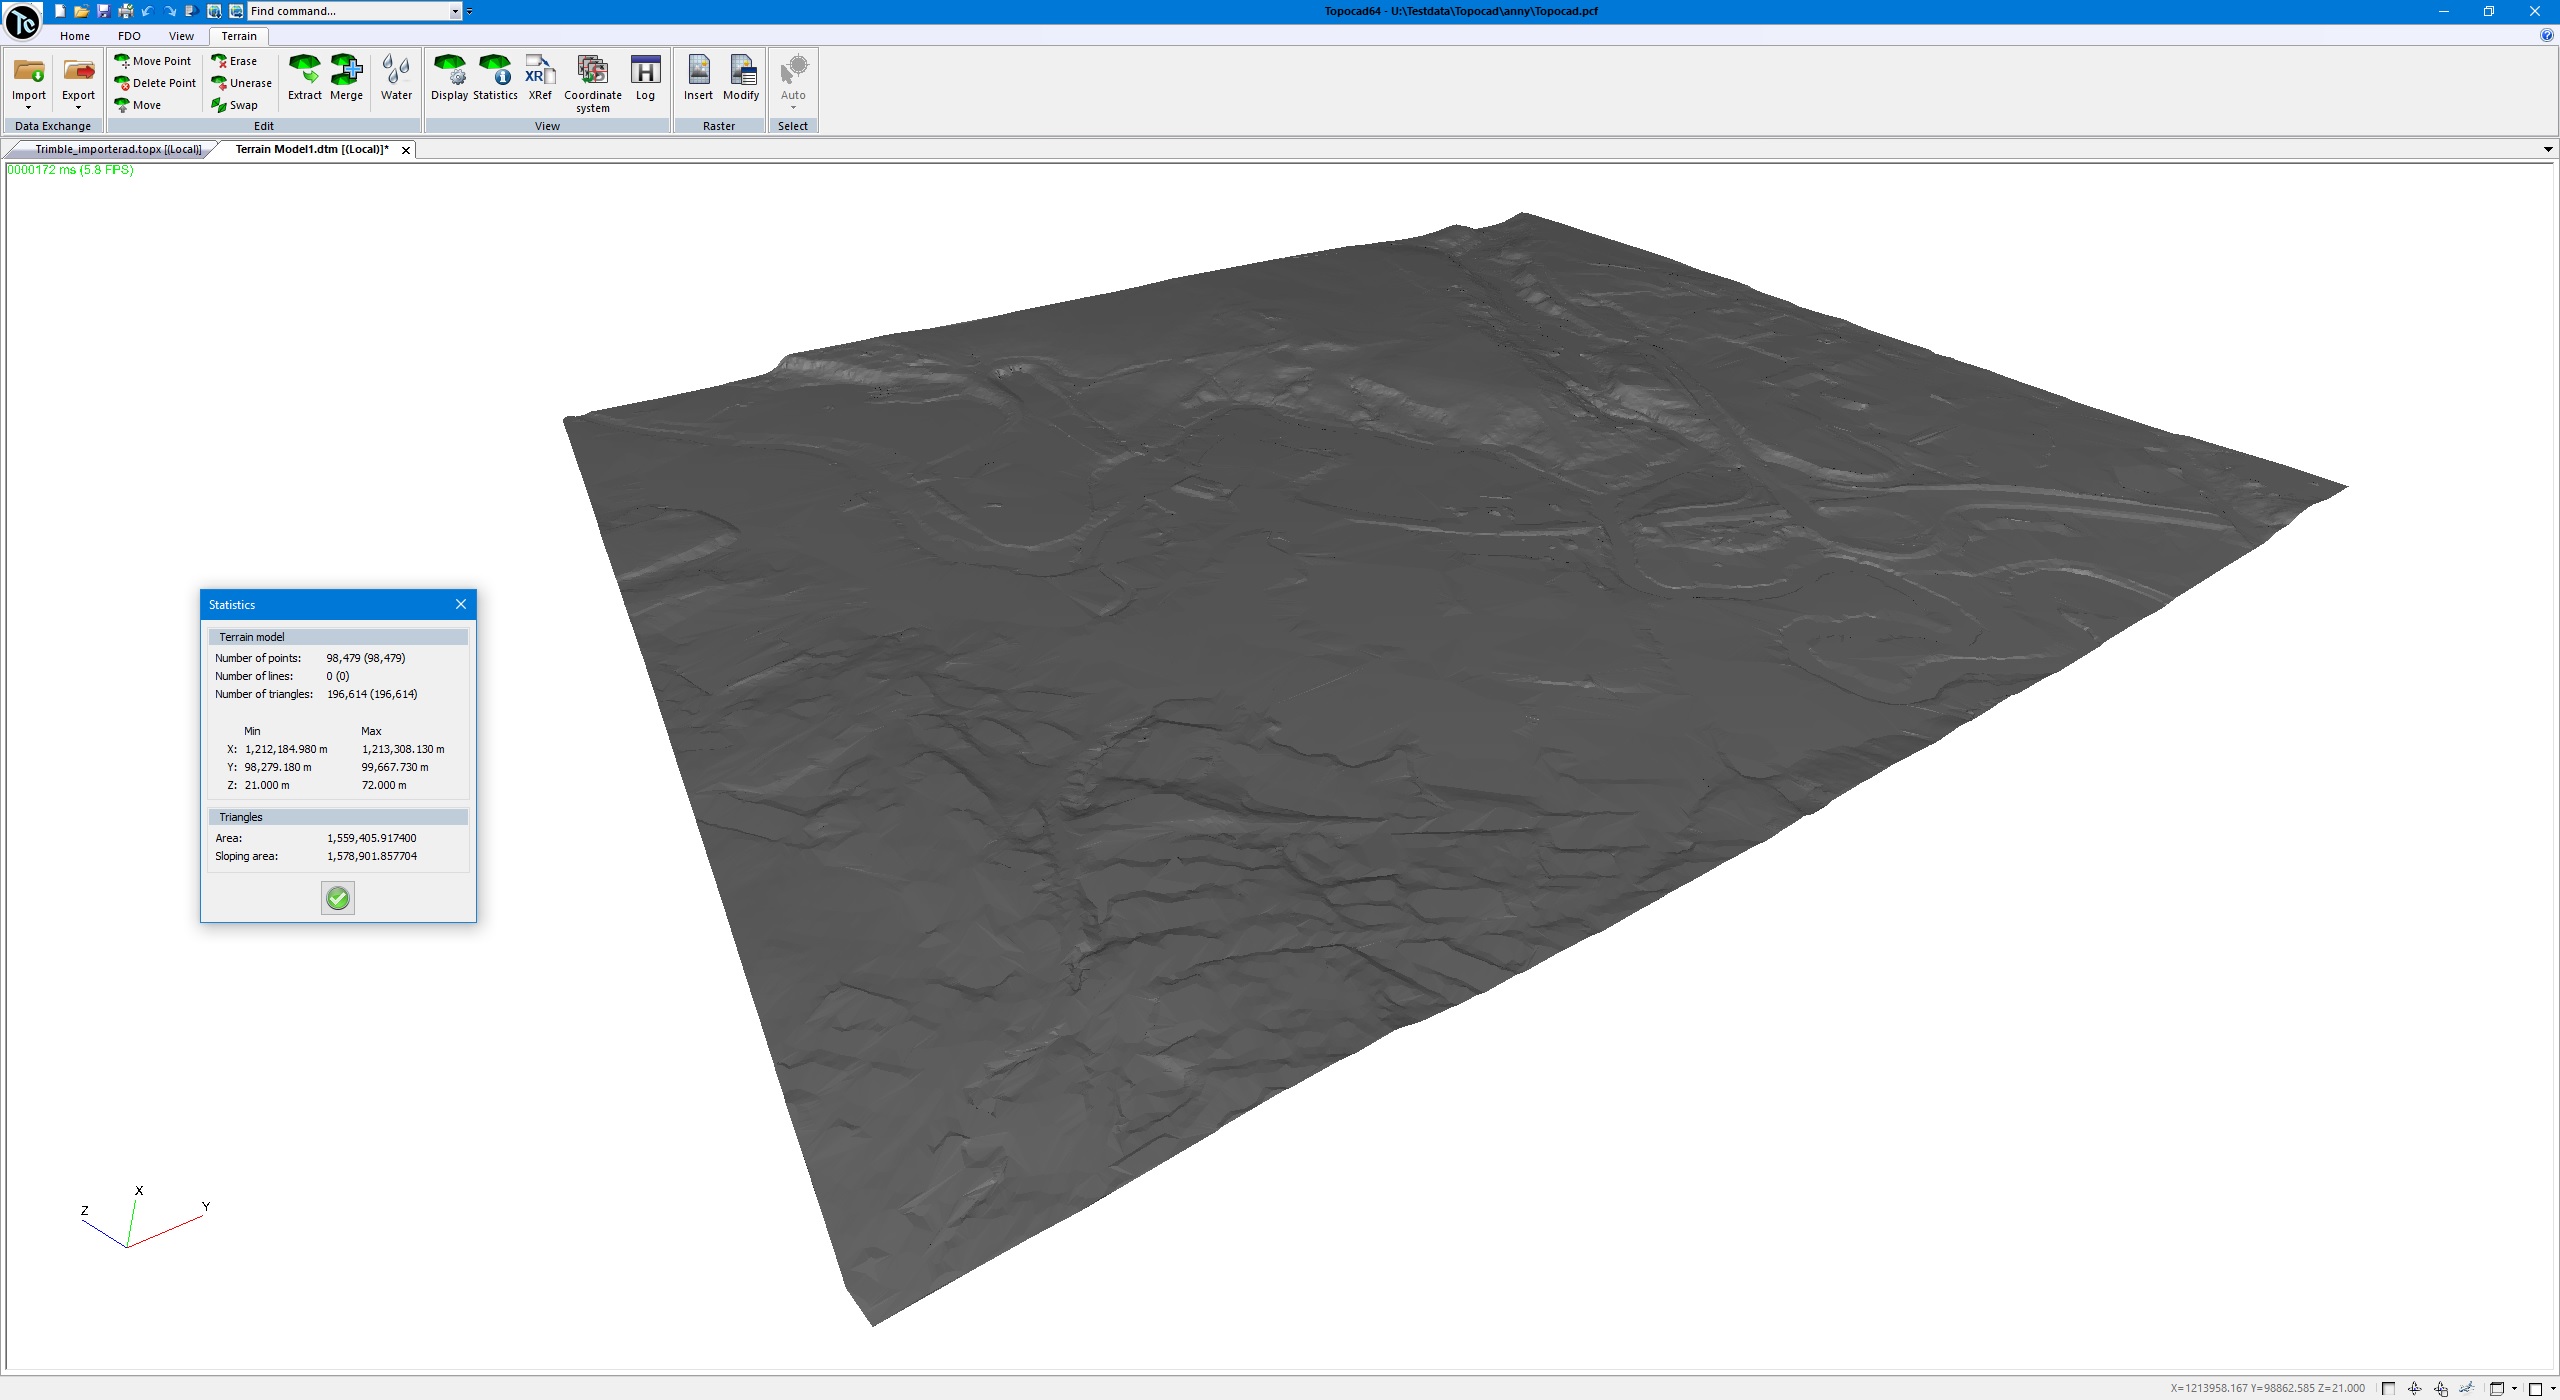 Tc
Find command...
Topocad64 - U:\Testdata\Topocad\anny\Topocad.pcf
Home FDO View Terrain
Import
Export
Data Exchange
Move Point
Delete Point
Move
Erase
Unerase
Swap
Extract
Merge
Water
Edit
Display
Statistics
XR
XRef
Coordinate system
H
Log
View
Insert
Modify
Raster
Auto
Select
Trimble_importerad.topx [(Local)]
Terrain Model1.dtm [(Local)]*
0000172 ms (5.8 FPS)
Statistics
Terrain model
Number of points: 98,479 (98,479)
Number of lines: 0 (0)
Number of triangles: 196,614 (196,614)
Min Max
X: 1,212,184.980 m 1,213,308.130 m
Y: 98,279.180 m 99,667.730 m
Z: 21.000 m 72.000 m
Triangles
Area: 1,559,405.917400
Sloping area: 1,578,901.857704
X
Z
Y
X=1213958.167 Y=98862.585 Z=21.000